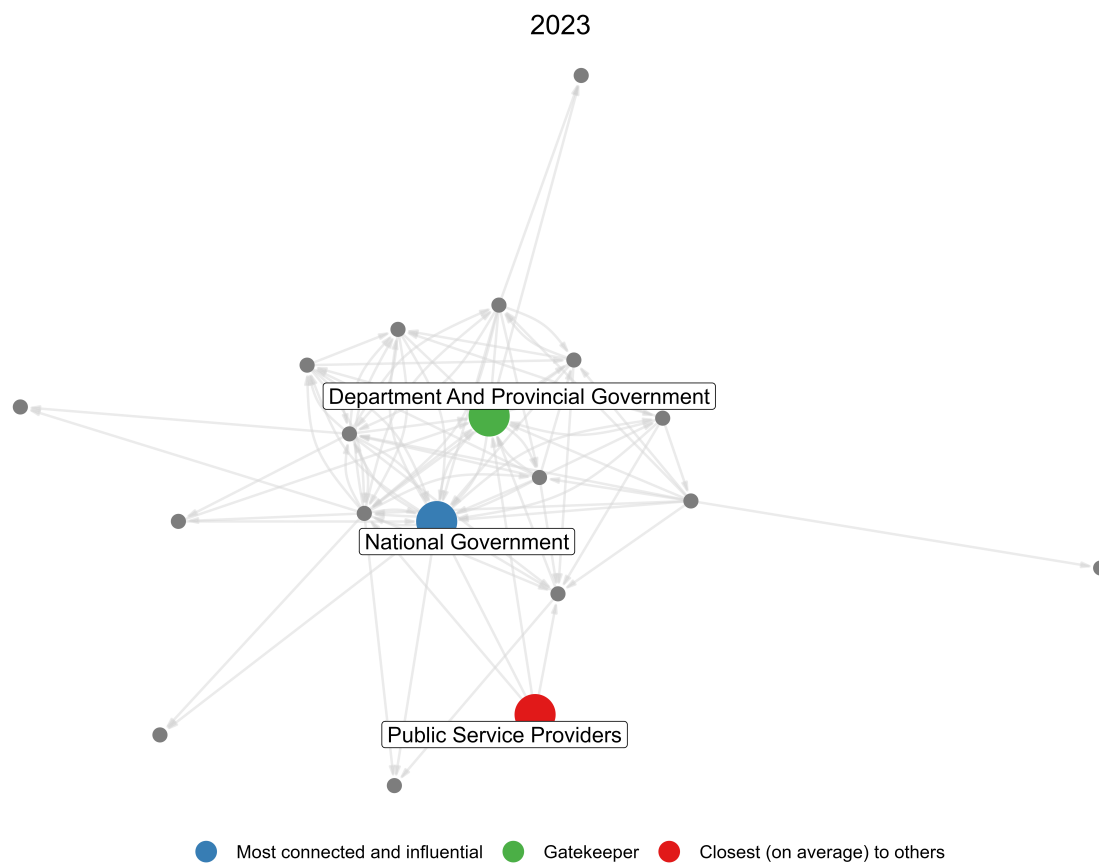 2023
Department And Provincial Government
National Government
Public Service Providers
Most connected and influential
Gatekeeper
Closest (on average) to others